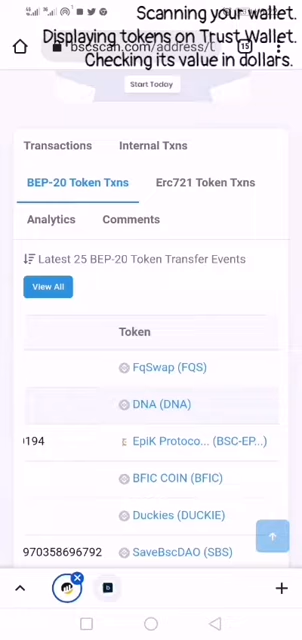 Scanning your wallet.
Displaying tokens on Trust Wallet.
Checking its value in dollars.
bscscan.com/address/
15
Start Today
Transactions
Internal Txns
BEP-20 Token Txns
Erc721 Token Txns
Analytics
Comments
Latest 25 BEP-20 Token Transfer Events
View All
Token
FqSwap (FQS)
DNA (DNA)
194 EpiK Protoco... (BSC-EP...)
BFIC COIN (BFIC)
Duckies (DUCKIE)
970358696792 SaveBscDAO (SBS)